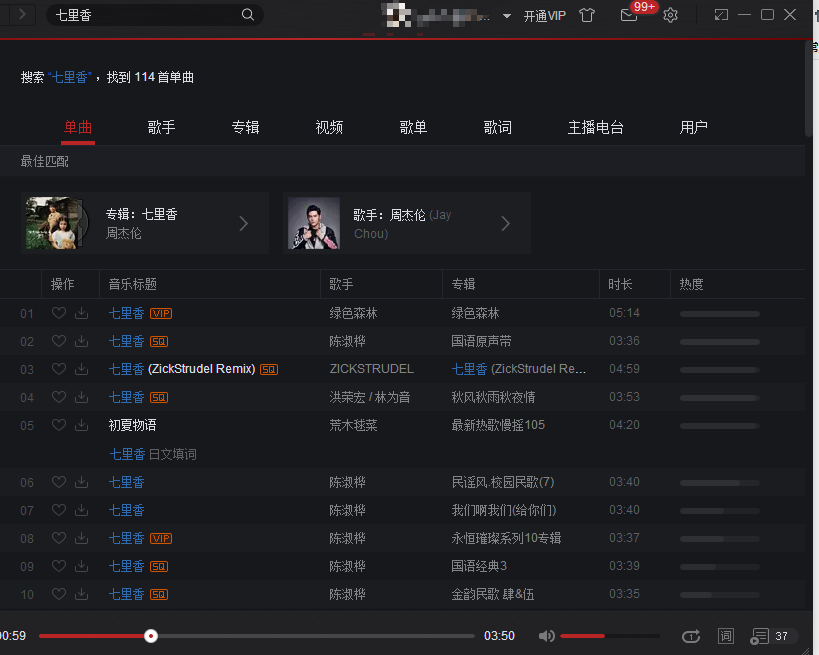 七里香
开通VIP
99+
搜索 “七里香” ，找到 114 首单曲
单曲 歌手 专辑 视频 歌单 歌词 主播电台 用户
最佳匹配
专辑：七里香
周杰伦
歌手：周杰伦 (Jay
Chou)
操作 音乐标题 歌手 专辑 时长 热度
01 七里香 VIP 绿色森林 绿色森林 05:14
02 七里香 SQ 陈淑桦 国语原声带 03:36
03 七里香 (ZickStrudel Remix) SQ ZICKSTRUDEL 七里香 (ZickStrudel Re... 04:59
04 七里香 SQ 洪荣宏 / 林为音 秋风秋雨秋夜情 03:53
05 初夏物语 荒木毬菜 最新热歌慢摇105 04:20
七里香 日文填词
06 七里香 陈淑桦 民谣风.校园民歌(7) 03:40
07 七里香 陈淑桦 我们啊我们(给你们) 03:40
08 七里香 VIP 陈淑桦 永恒璀璨系列10专辑 03:37
09 七里香 SQ 陈淑桦 国语经典3 03:39
10 七里香 SQ 陈淑桦 金韵民歌 肆&伍 03:35
00:59 03:50 词 37